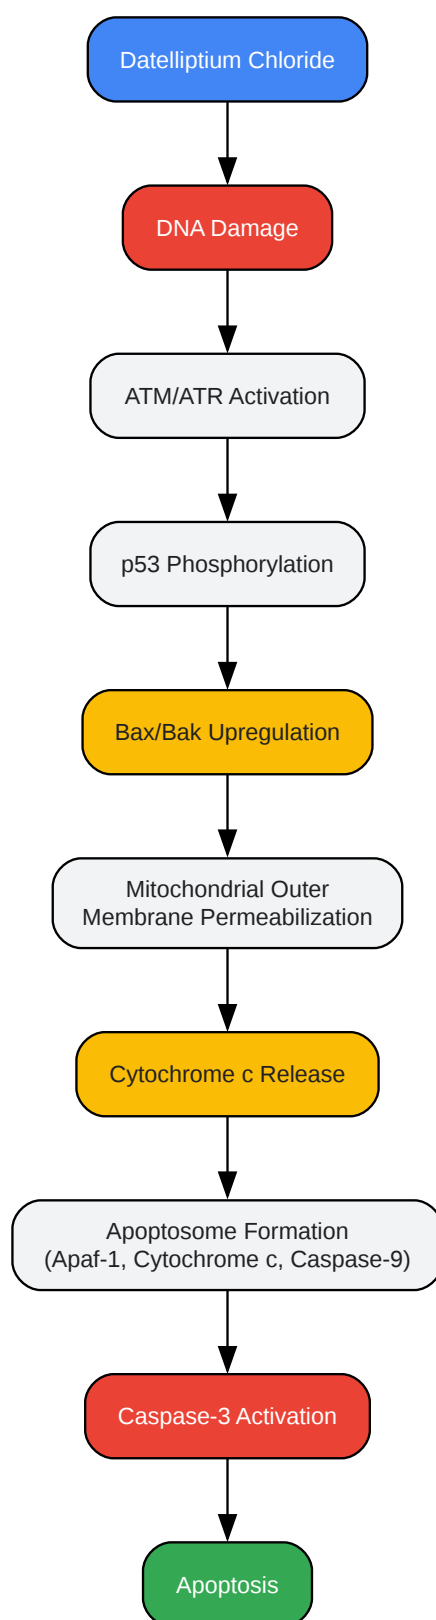 Datelliptium Chloride
DNA Damage
ATM/ATR Activation
p53 Phosphorylation
Bax/Bak Upregulation
Mitochondrial Outer
Membrane Permeabilization
Cytochrome c Release
Apoptosome Formation
(Apaf-1, Cytochrome c, Caspase-9)
Caspase-3 Activation
Apoptosis